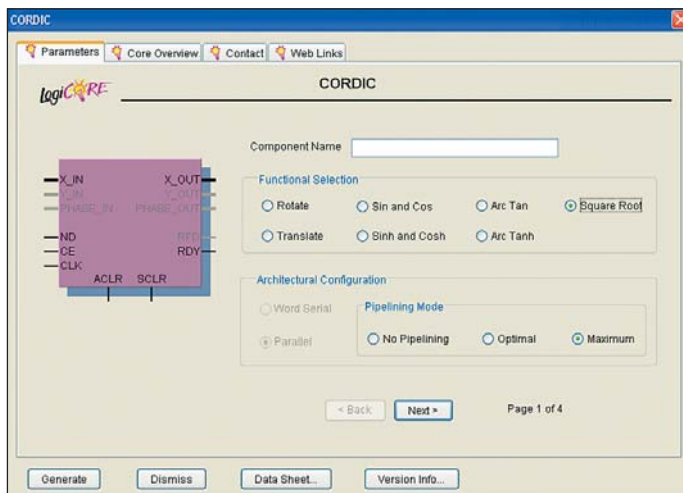 CORDIC
Parameters Core Overview Contact Web Links
LogiCORE
CORDIC
Component Name
Functional Selection
Rotate Sin and Cos Arc Tan Square Root
Translate Sinh and Cosh Arc Tanh
X_IN X_OUT
Y_IN Y_OUT
PHASE_IN PHASE_OUT
ND RFD
CE RDY
CLK
ACLR SCLR
Architectural Configuration
Word Serial
Parallel
Pipelining Mode
No Pipelining Optimal Maximum
< Back Next > Page 1 of 4
Generate Dismiss Data Sheet... Version Info...